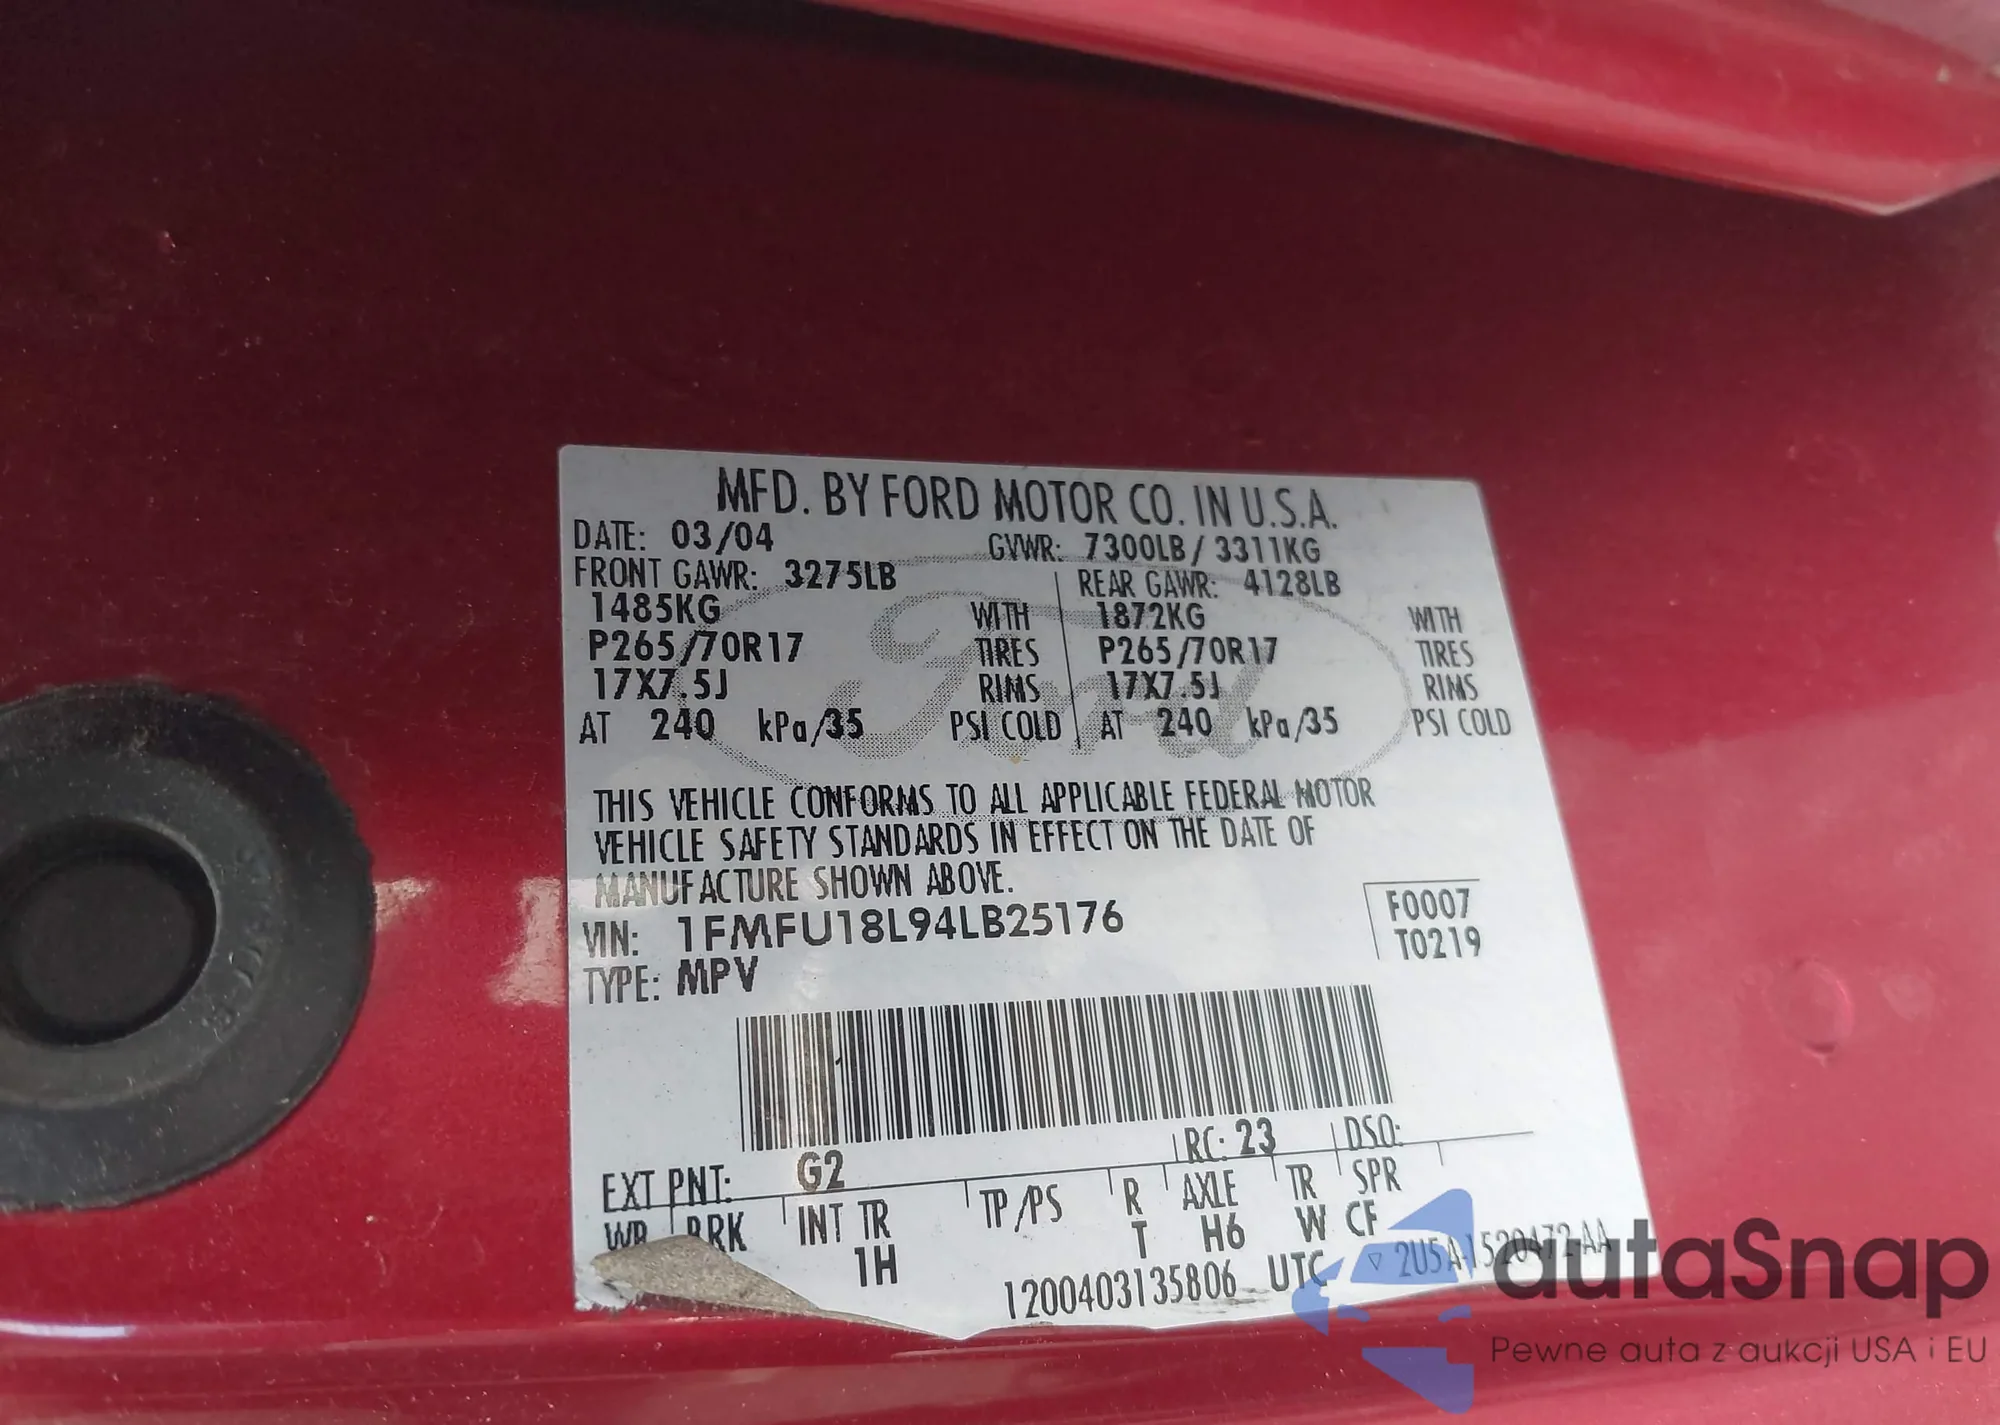 MFD. BY FORD MOTOR CO. IN U.S.A.
DATE: 03/04 GVWR: 7300LB / 3311KG
FRONT GAWR: 3275LB REAR GAWR: 4128LB
1485KG WITH 1872KG WITH
P265/70R17 TIRES P265/70R17 TIRES
17X7.5J RIMS 17X7.5J RIMS
AT 240 kPa/35 PSI COLD AT 240 kPa/35 PSI COLD
Ford
THIS VEHICLE CONFORMS TO ALL APPLICABLE FEDERAL MOTOR
VEHICLE SAFETY STANDARDS IN EFFECT ON THE DATE OF
MANUFACTURE SHOWN ABOVE.
VIN: 1FMFU18L94LB25176 F0007
TYPE: MPV T0219
EXT PNT: G2 RC: 23 DSO:
WB BRK INT TR TP/PS R AXLE TR SPR
1H T H6 W CF
1200403135806 UTC ▽ 2U5A-1520472-AA
autaSnap
Pewne auta z aukcji USA i EU